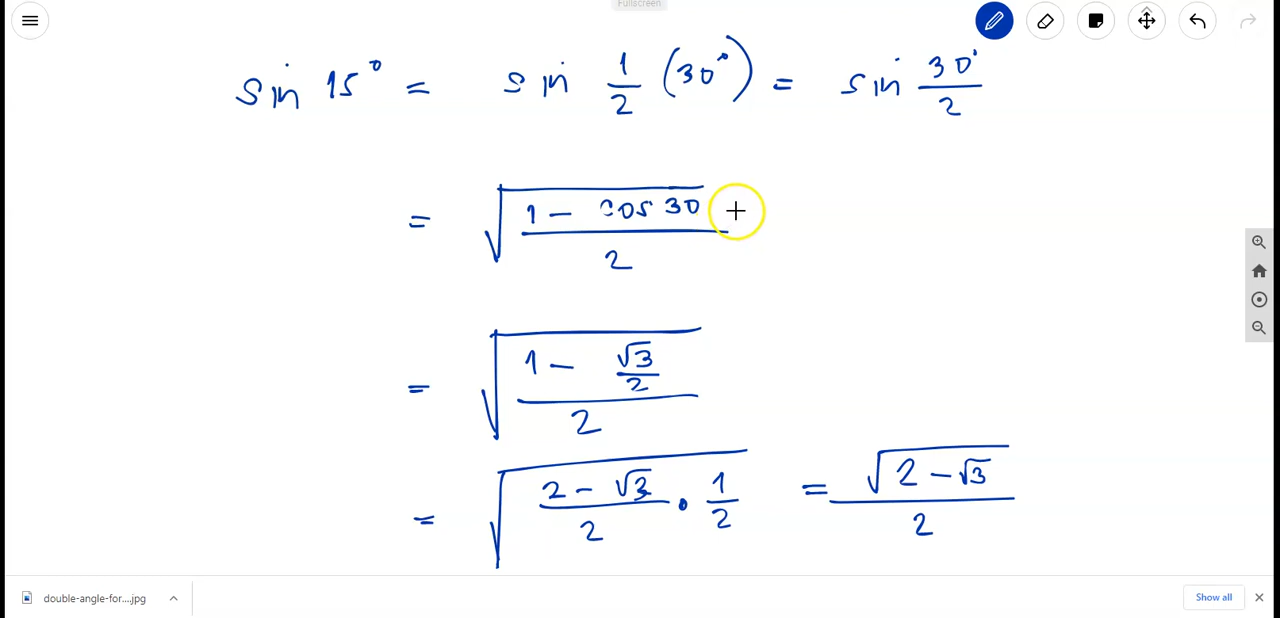 Fullscreen
sin 15° = sin 1/2 (30°) = sin 30°/2
= √((1 - cos 30)/2)
= √((1 - √3/2)/2)
= √((2 - √3)/2 · 1/2) = √(2 - √3)/2
double-angle-for....jpg Show all